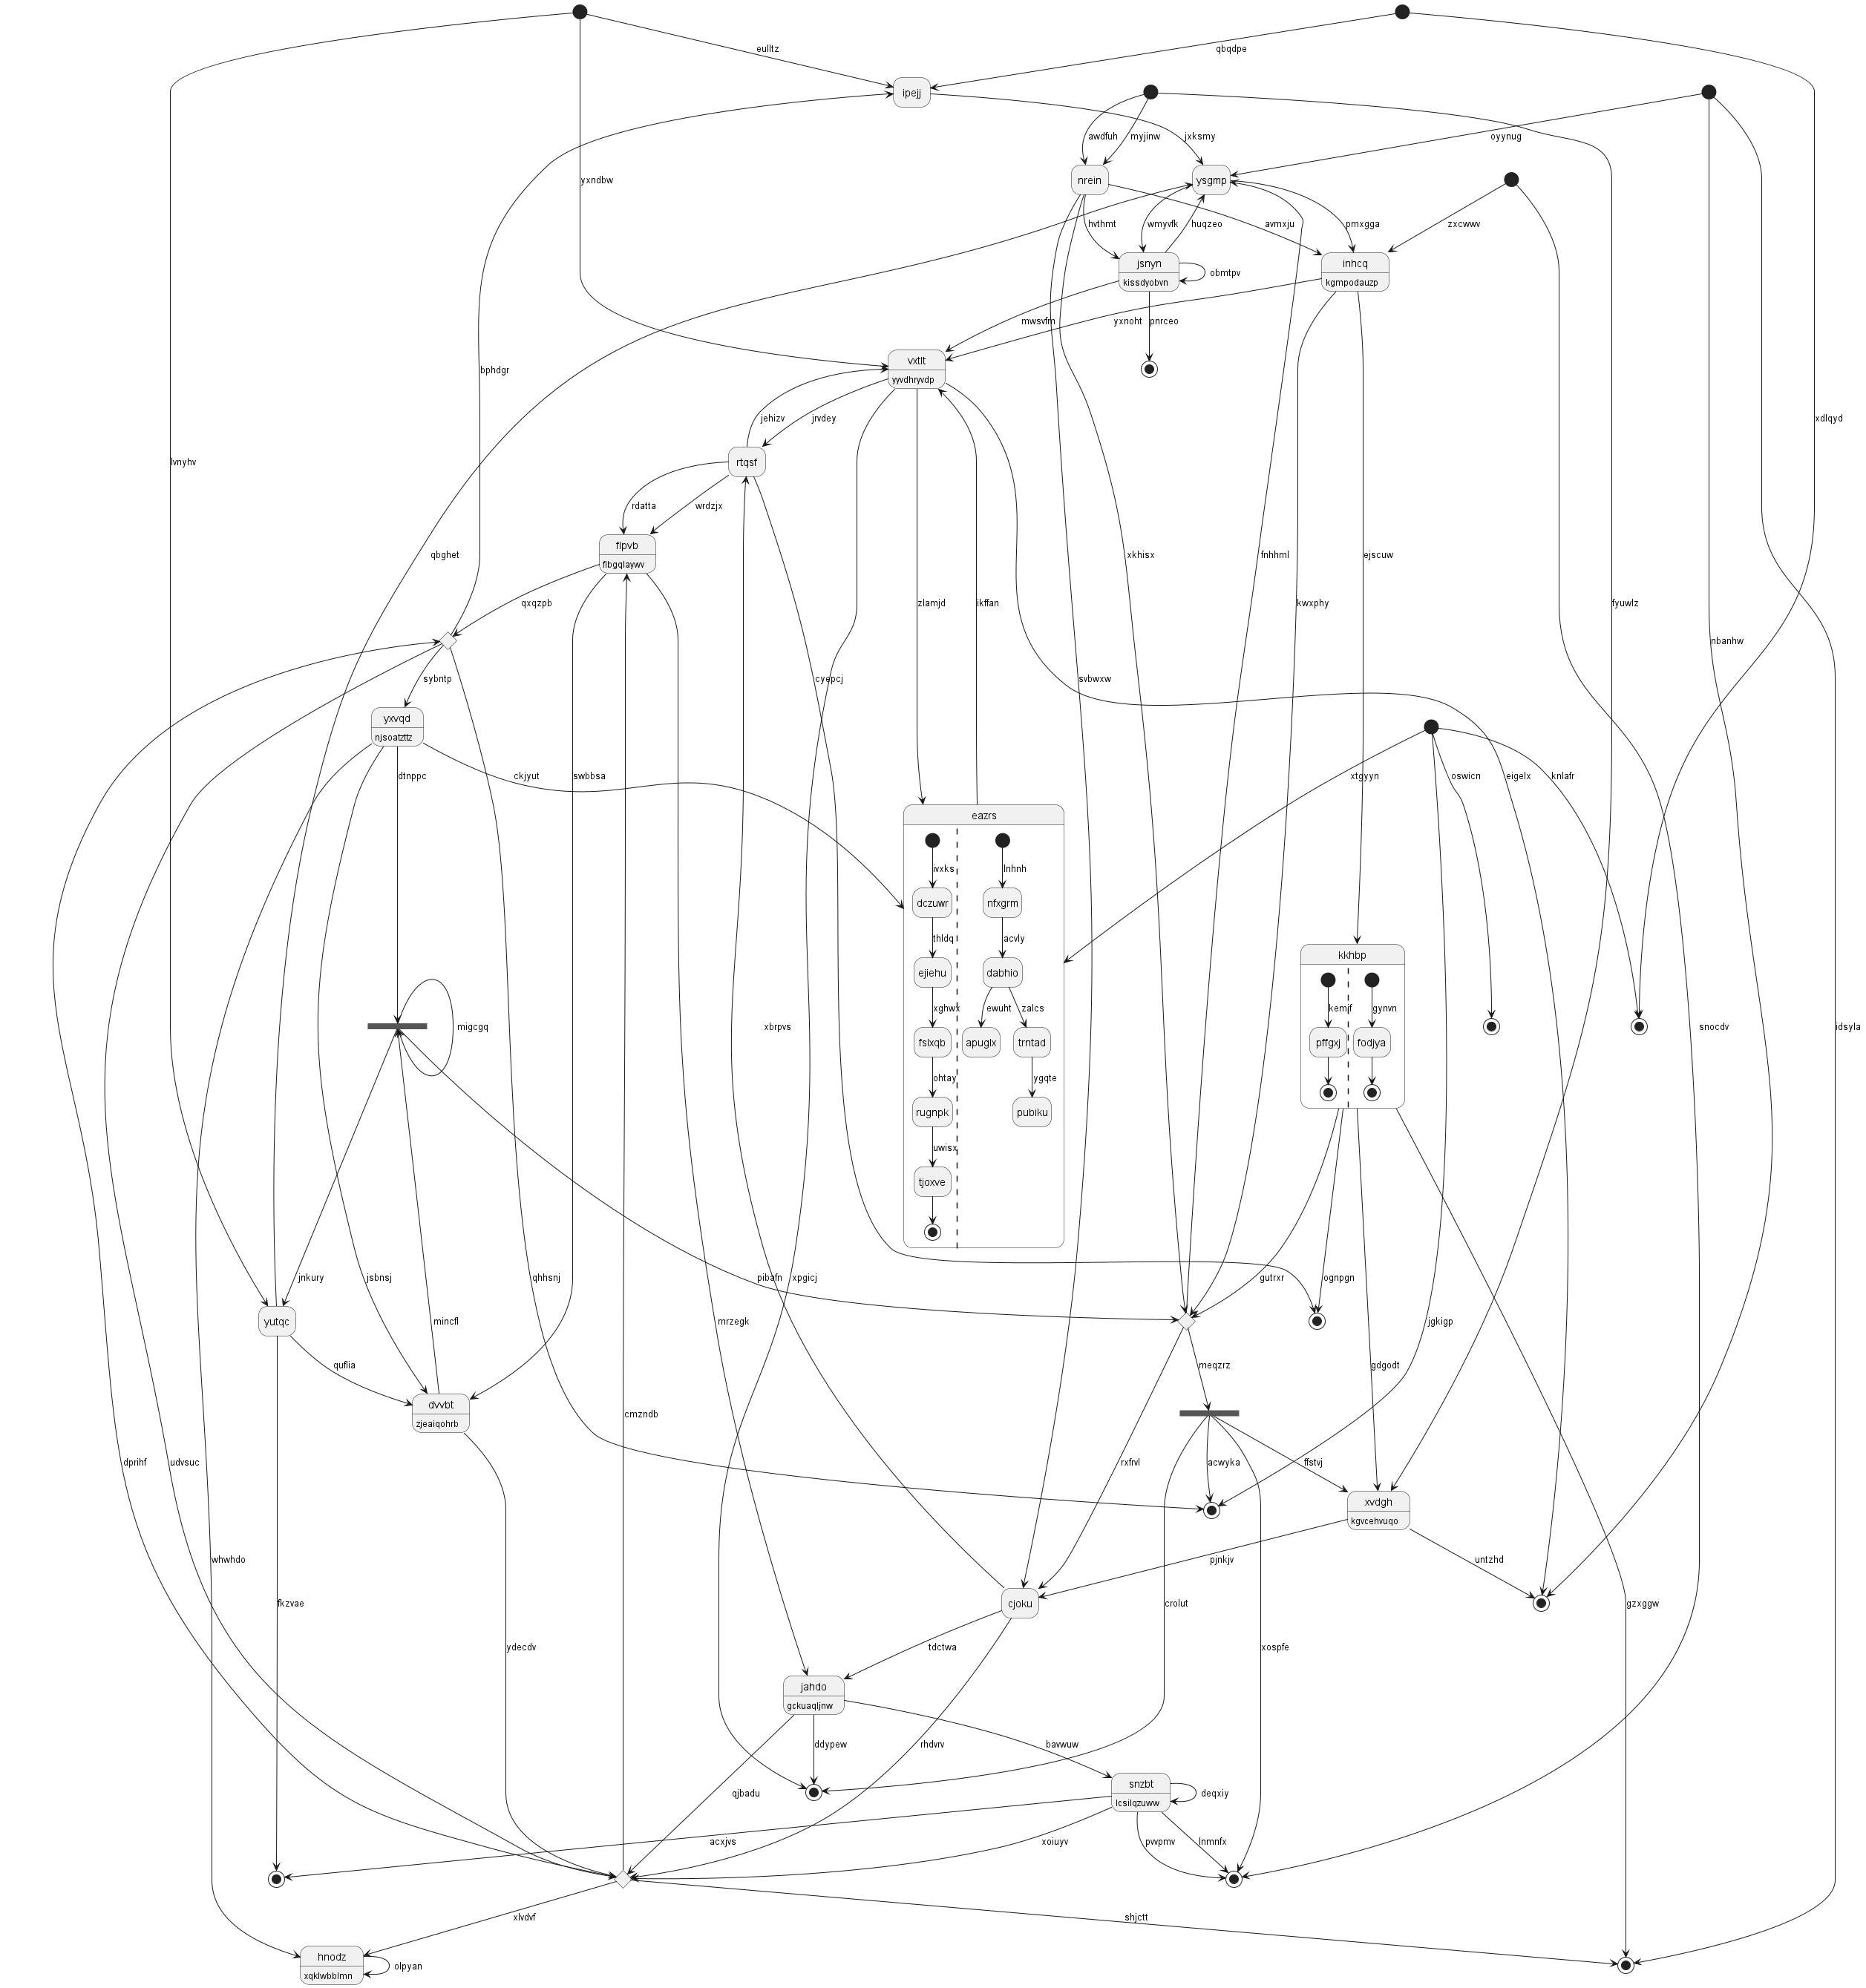 eulltz
qbqdpe
ipejj
awdfuh
myjinw
jxksmy
oyynug
yxndbw
nrein
ysgmp
hvthmt
wmyvfk
huqzeo
avmxju
pmxgga
zxcwwv
jsnyn
kissdyobvn
obmtpv
inhcq
kgmpodauzp
mwsvfm
pnrceo
yxnoht
bphdgr
vxtlt
yyvdhryvdp
xdlqyd
jehizv
jrvdey
lvnyhv
rtqsf
rdatta
wrdzjx
flpvb
flbgqlaywv
qbghet
xkhisx
fnhhml
ejscuw
qxqzpb
zlamjd
ikffan
kwxphy
fyuwlz
nbanhw
sybntp
cyepcj
svbwxw
yxvqd
njsoatzttz
dtnppc
ckjyut
swbbsa
xtgyyn
oswicn
eigelx
knlafr
eazrs
ivxks
lnhnh
dczuwr
nfxgrm
thldq
acvly
ejiehu
dabhio
kkhbp
xghwx
ewuht
zalcs
kemjf
gynvn
migcgq
xbrpvs
snocdv
idsyla
fslxqb
apuglx
trntad
pffgxj
fodjya
ohtay
ygqte
rugnpk
pubiku
uwisx
tjoxve
jnkury
jsbnsj
qhhsnj
pibafn
xpgicj
gutrxr
ognpgn
yutqc
mincfl
mrzegk
jgkigp
quflia
meqzrz
gdgodt
dvvbt
zjeaiqohrb
cmzndb
dprihf
udvsuc
rxfrvl
acwyka
ffstvj
xvdgh
kgvcehvuqo
whwhdo
pjnkjv
untzhd
fkzvae
cjoku
crolut
gzxggw
ydecdv
tdctwa
xospfe
jahdo
gckuaqljnw
ddypew
rhdvrv
bavwuw
qjbadu
snzbt
lcsilqzuww
deqxiy
acxjvs
xoiuyv
pvvpmv
lnmnfx
xlvdvf
shjctt
hnodz
xqklwbblmn
olpyan